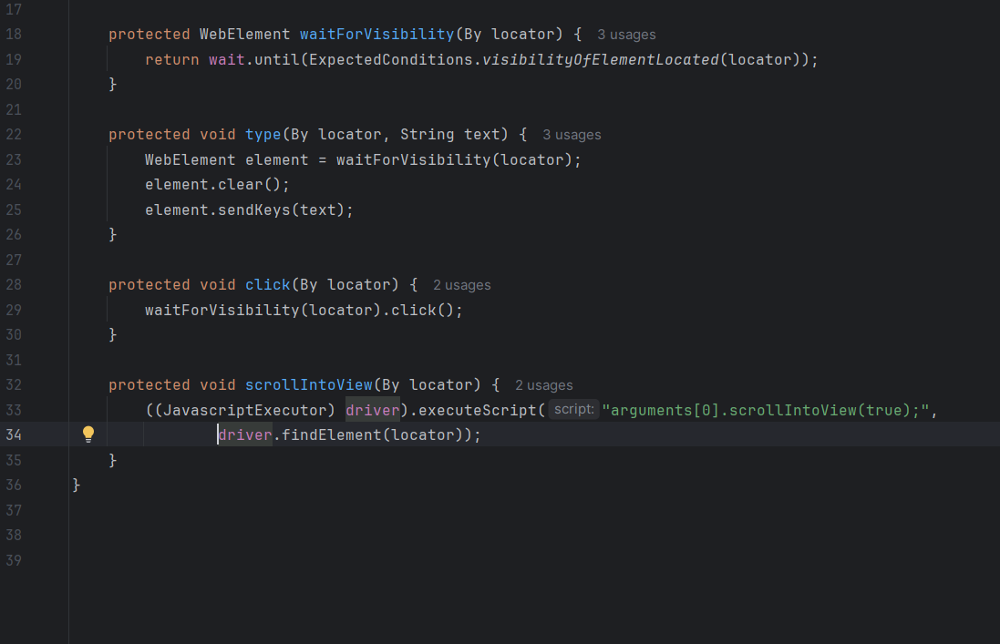 17
18 protected WebElement waitForVisibility(By locator) { 3 usages
19 return wait.until(ExpectedConditions.visibilityOfElementLocated(locator));
20 }
21
22 protected void type(By locator, String text) { 3 usages
23 WebElement element = waitForVisibility(locator);
24 element.clear();
25 element.sendKeys(text);
26 }
27
28 protected void click(By locator) { 2 usages
29 waitForVisibility(locator).click();
30 }
31
32 protected void scrollIntoView(By locator) { 2 usages
33 ((JavascriptExecutor) driver).executeScript( script: "arguments[0].scrollIntoView(true);",
34 driver.findElement(locator));
35 }
36 }
37
38
39